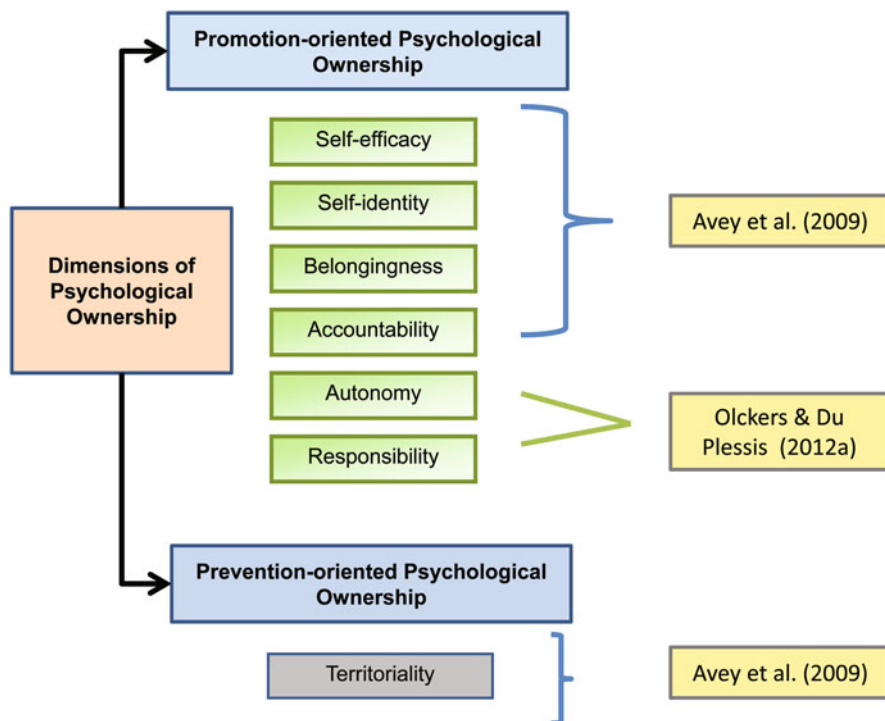 Promotion-oriented Psychological
Ownership
Self-efficacy
Self-identity
Belongingness
Accountability
Autonomy
Responsibility
Avey et al. (2009)
Olckers & Du
Plessis (2012a)
Dimensions of
Psychological
Ownership
Prevention-oriented Psychological
Ownership
Territoriality
Avey et al. (2009)